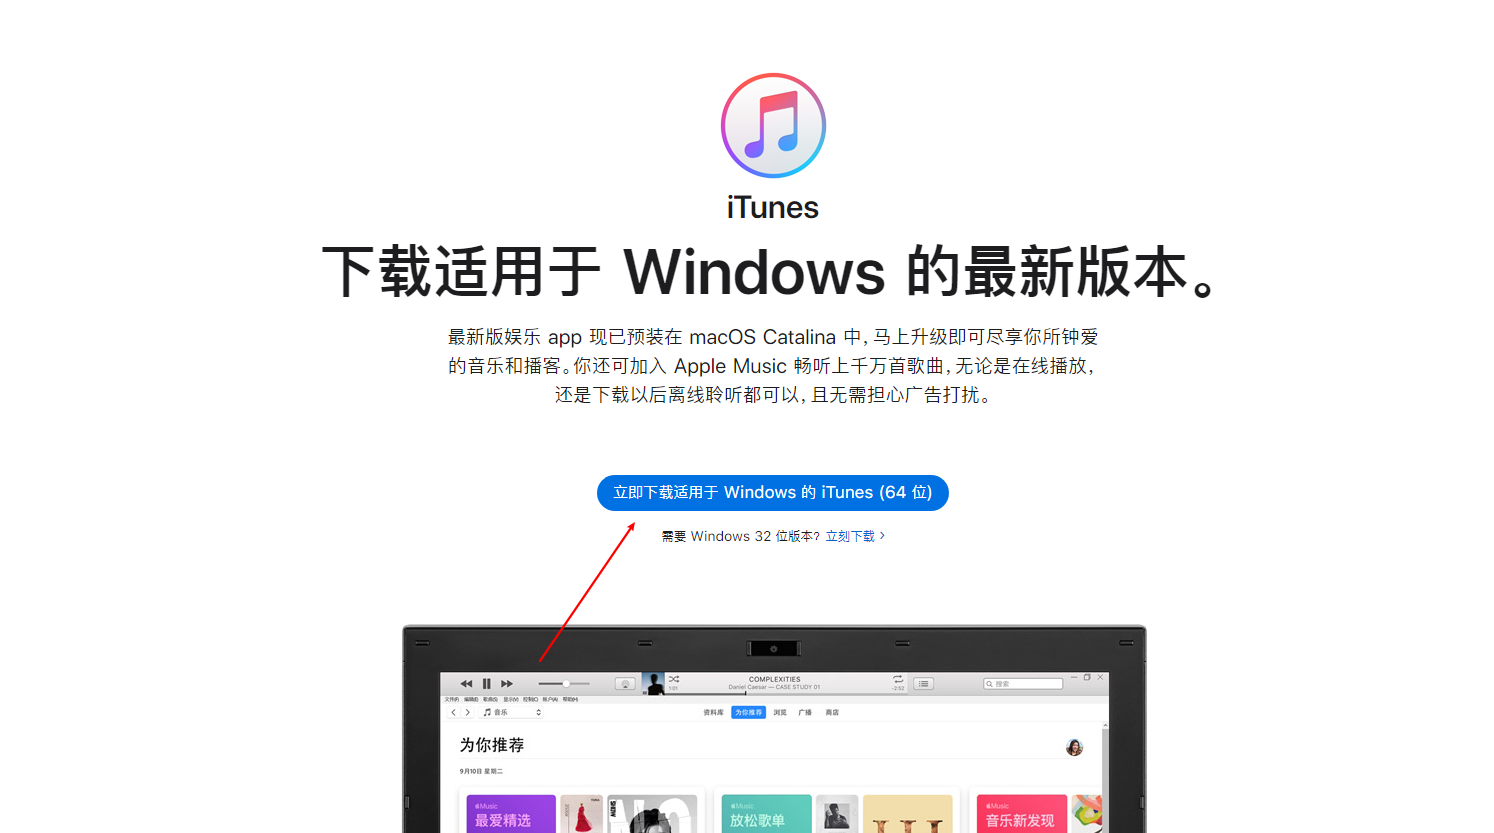 iTunes
下载适用于 Windows 的最新版本。
最新版娱乐 app 现已预装在 macOS Catalina 中，马上升级即可尽享你所钟爱
的音乐和播客。你还可加入 Apple Music 畅听上千万首歌曲，无论是在线播放，
还是下载以后离线聆听都可以，且无需担心广告打扰。
立即下载适用于 Windows 的 iTunes (64 位)
需要 Windows 32 位版本？ 立刻下载 >
COMPLEXITIES
Daniel Caesar — CASE STUDY 01
1:01
-2:52
搜索
文件(F) 编辑(E) 歌曲(S) 显示(V) 控制(C) 帐户(A) 帮助(H)
音乐
资料库 为你推荐 浏览 广播 商店
为你推荐
9月10日 星期二
Music
最爱精选
Music
放松歌单
Music
音乐新发现